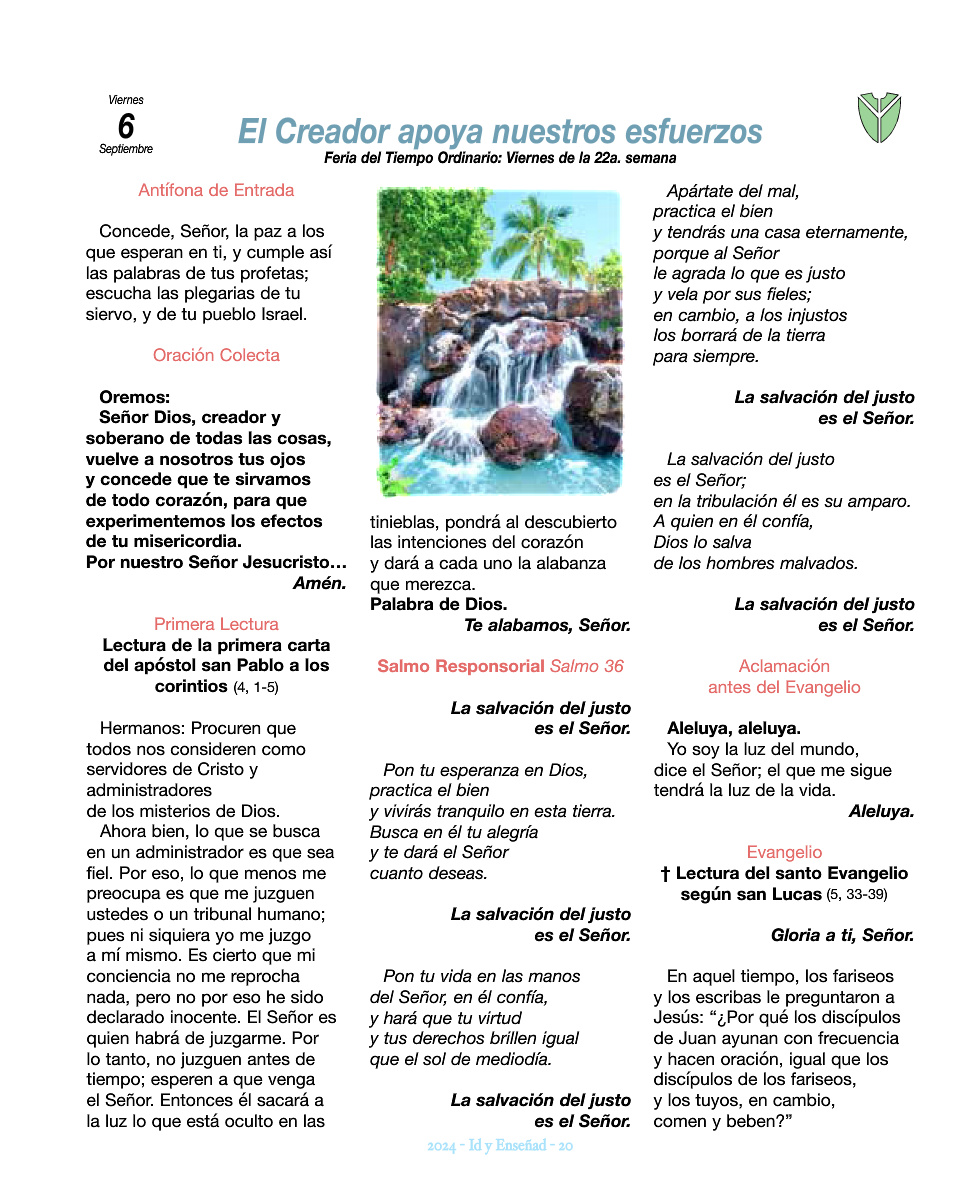 Viernes
6
Septiembre
El Creador apoya nuestros esfuerzos
Feria del Tiempo Ordinario: Viernes de la 22a. semana
Antífona de Entrada
Concede, Señor, la paz a los
que esperan en ti, y cumple así
las palabras de tus profetas;
escucha las plegarias de tu
siervo, y de tu pueblo Israel.
Oración Colecta
Oremos:
Señor Dios, creador y
soberano de todas las cosas,
vuelve a nosotros tus ojos
y concede que te sirvamos
de todo corazón, para que
experimentemos los efectos
de tu misericordia.
Por nuestro Señor Jesucristo…
Amén.
Primera Lectura
Lectura de la primera carta
del apóstol san Pablo a los
corintios (4, 1-5)
Hermanos: Procuren que
todos nos consideren como
servidores de Cristo y
administradores
de los misterios de Dios.
Ahora bien, lo que se busca
en un administrador es que sea
fiel. Por eso, lo que menos me
preocupa es que me juzguen
ustedes o un tribunal humano;
pues ni siquiera yo me juzgo
a mí mismo. Es cierto que mi
conciencia no me reprocha
nada, pero no por eso he sido
declarado inocente. El Señor es
quien habrá de juzgarme. Por
lo tanto, no juzguen antes de
tiempo; esperen a que venga
el Señor. Entonces él sacará a
la luz lo que está oculto en las
tinieblas, pondrá al descubierto
las intenciones del corazón
y dará a cada uno la alabanza
que merezca.
Palabra de Dios.
Te alabamos, Señor.
Salmo Responsorial Salmo 36
La salvación del justo
es el Señor.
Pon tu esperanza en Dios,
practica el bien
y vivirás tranquilo en esta tierra.
Busca en él tu alegría
y te dará el Señor
cuanto deseas.
La salvación del justo
es el Señor.
Pon tu vida en las manos
del Señor, en él confía,
y hará que tu virtud
y tus derechos brillen igual
que el sol de mediodía.
La salvación del justo
es el Señor.
Apártate del mal,
practica el bien
y tendrás una casa eternamente,
porque al Señor
le agrada lo que es justo
y vela por sus fieles;
en cambio, a los injustos
los borrará de la tierra
para siempre.
La salvación del justo
es el Señor.
La salvación del justo
es el Señor;
en la tribulación él es su amparo.
A quien en él confía,
Dios lo salva
de los hombres malvados.
La salvación del justo
es el Señor.
Aclamación
antes del Evangelio
Aleluya, aleluya.
Yo soy la luz del mundo,
dice el Señor; el que me sigue
tendrá la luz de la vida.
Aleluya.
Evangelio
† Lectura del santo Evangelio
según san Lucas (5, 33-39)
Gloria a ti, Señor.
En aquel tiempo, los fariseos
y los escribas le preguntaron a
Jesús: “¿Por qué los discípulos
de Juan ayunan con frecuencia
y hacen oración, igual que los
discípulos de los fariseos,
y los tuyos, en cambio,
comen y beben?”
2024 - Id y Enseñad - 20